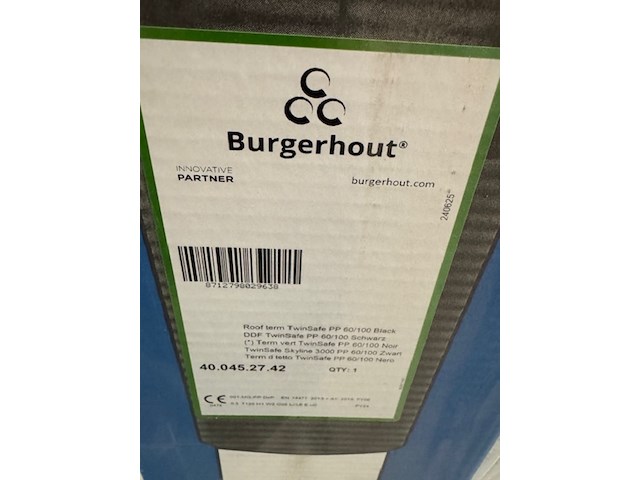 Burgerhout®
INNOVATIVE
PARTNER
burgerhout.com
240625
8712798029638
Roof term TwinSafe PP 60/100 Black
DDF TwinSafe PP 60/100 Schwarz
(*) Term vert TwinSafe PP 60/100 Noir
TwinSafe Skyline 3000 PP 60/100 Zwart
Term d tetto TwinSafe PP 60/100 Nero
40.045.27.42 QTY: 1
CE